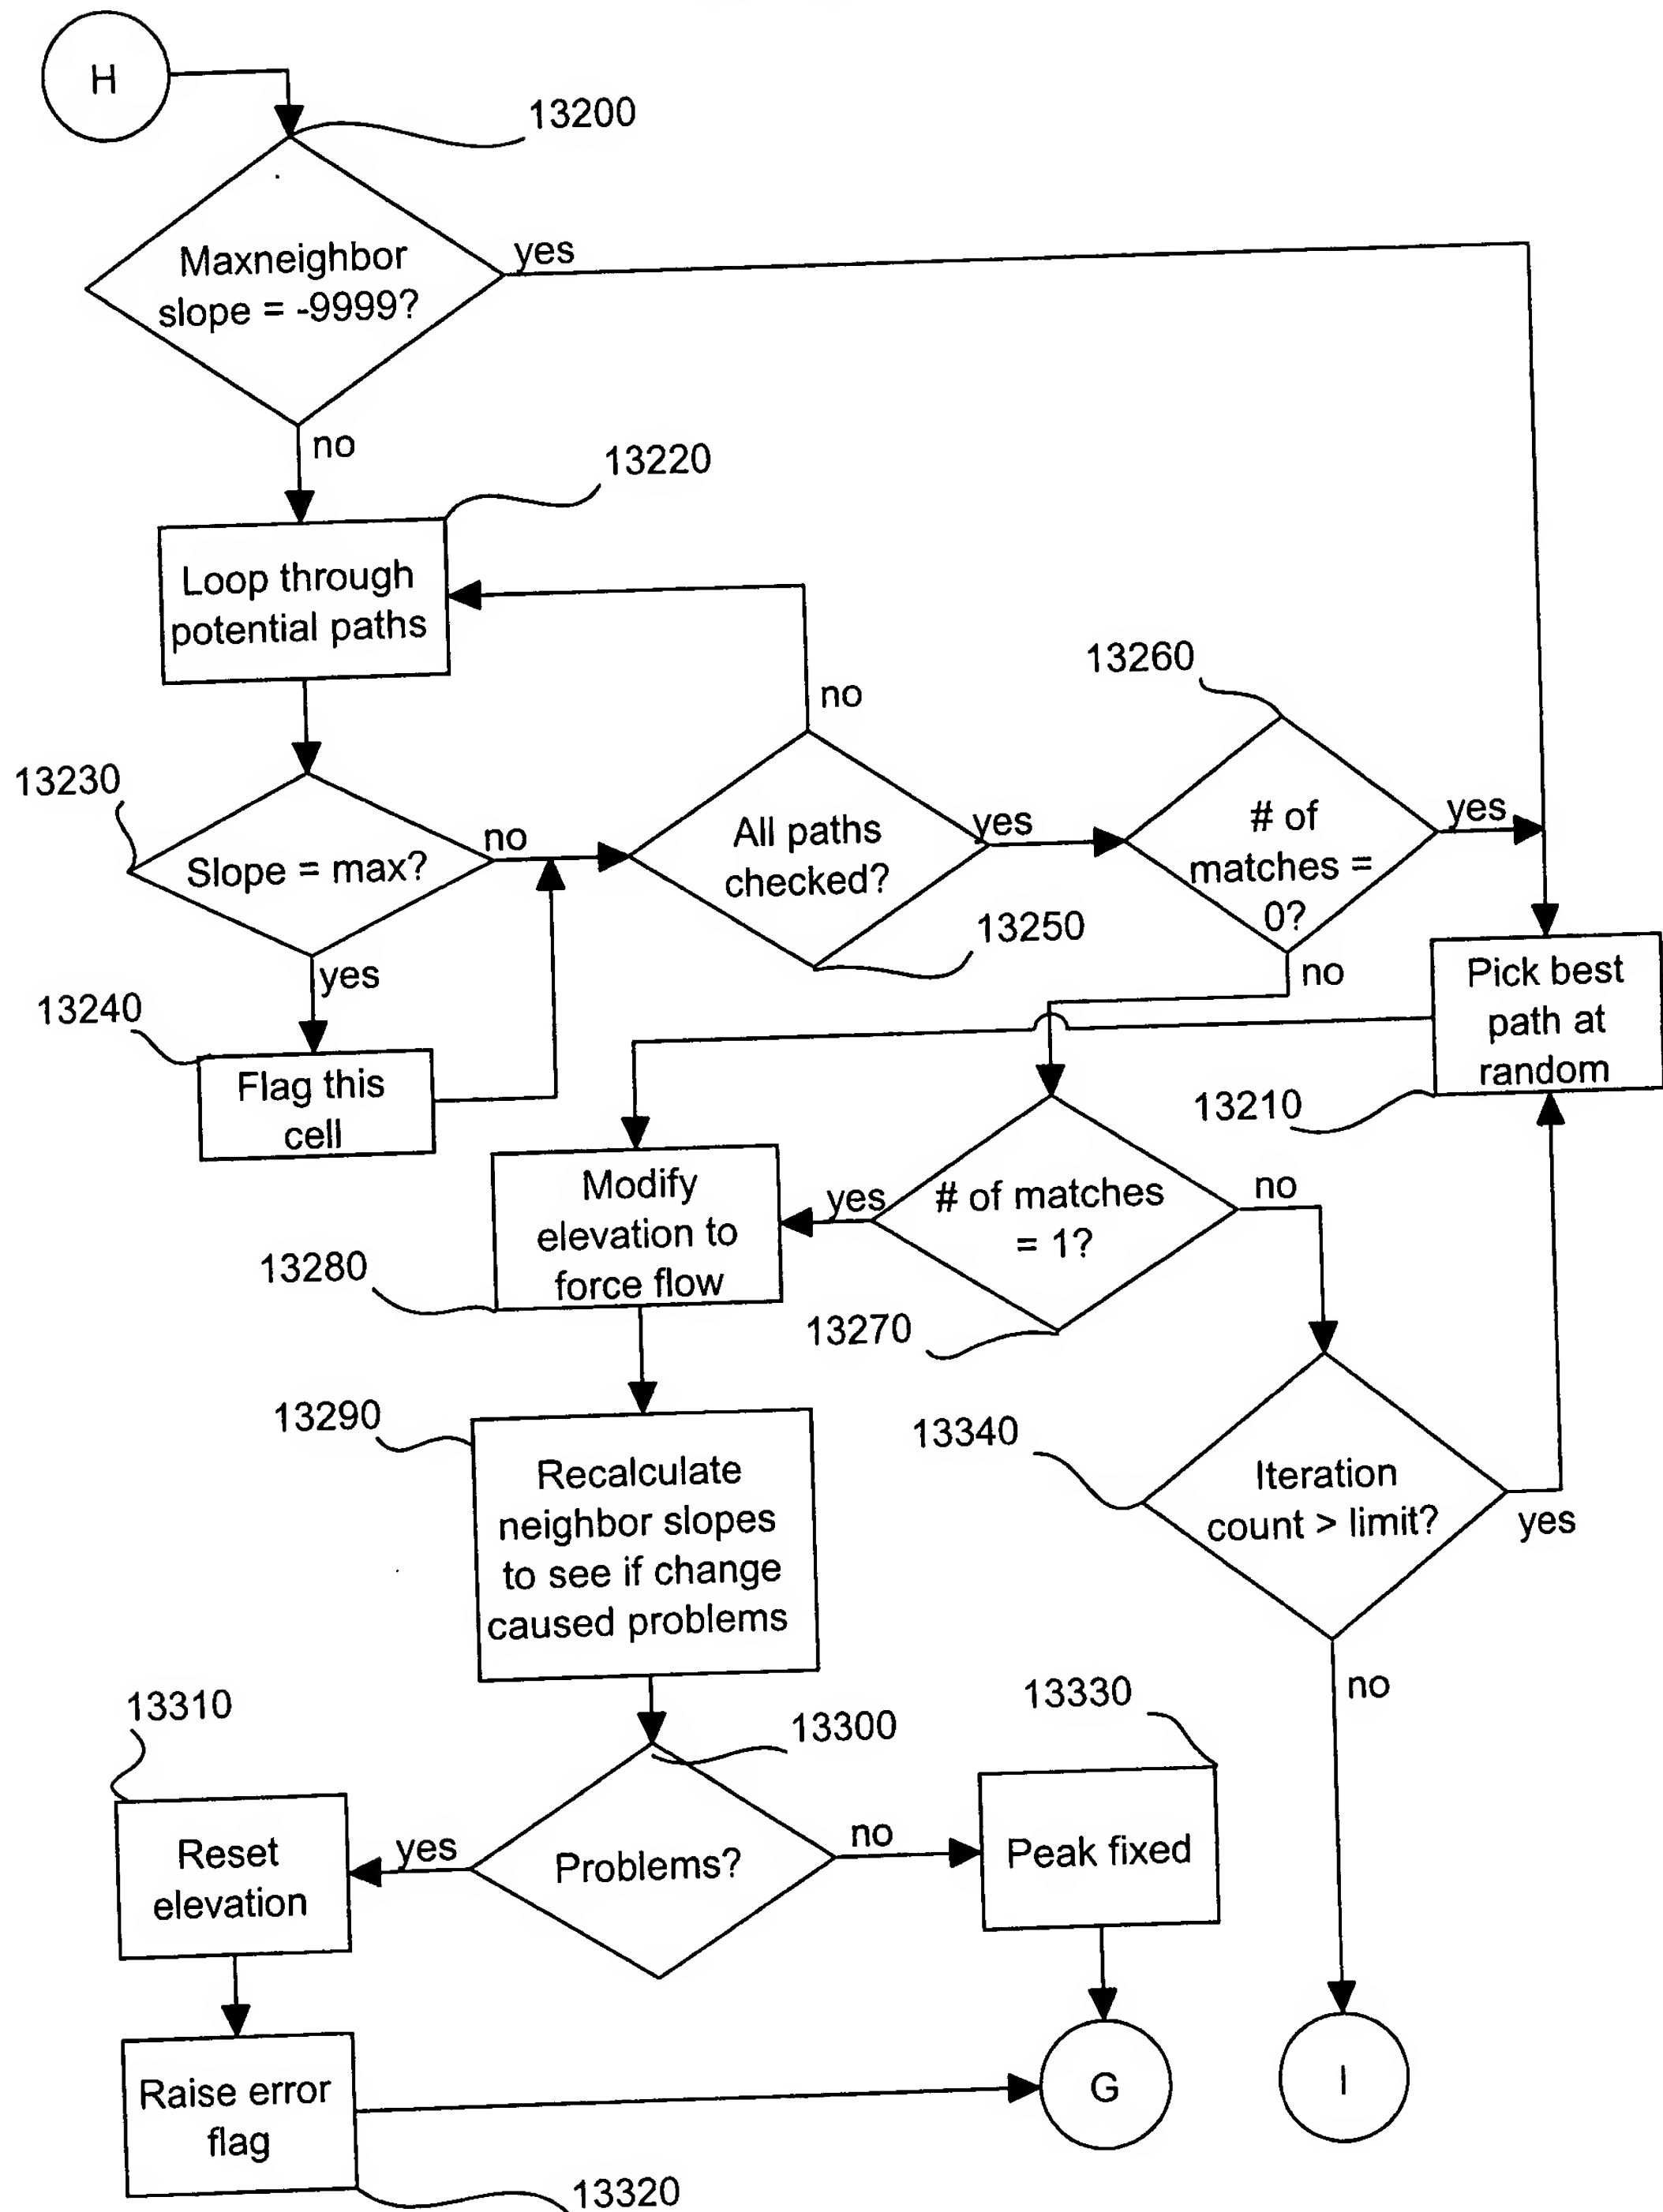 H
13200
Maxneighbor
slope = -9999?
yes
no
13220
Loop through
potential paths
no
13260
13230
Slope = max?
no
All paths
checked?
yes
# of
matches =
0?
yes
13250
yes
no
Pick best
path at
random
13240
Flag this
cell
13210
Modify
elevation to
force flow
yes
# of matches
= 1?
no
13280
13270
13290
Recalculate
neighbor slopes
to see if change
caused problems
13340
Iteration
count > limit?
yes
no
13310
13300
13330
Reset
elevation
yes
Problems?
no
Peak fixed
Raise error
flag
G
I
13320